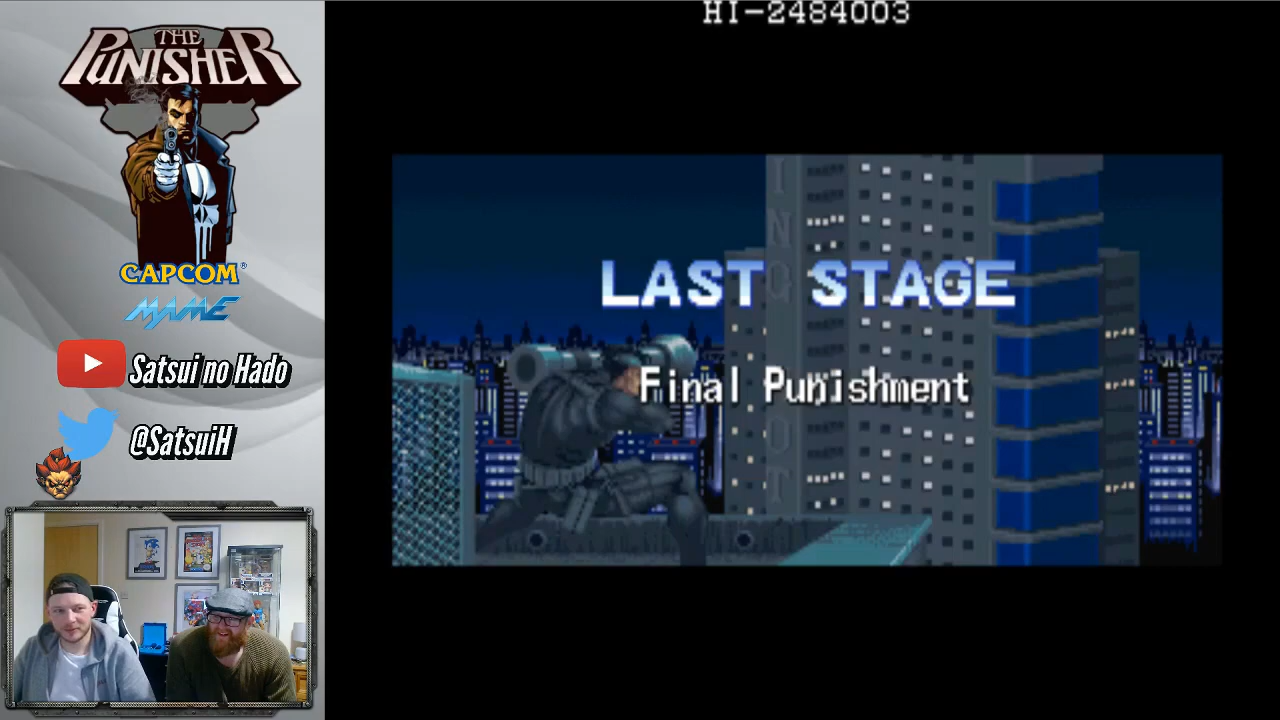 THE
PUNISHER
CAPCOM®
MAME
Satsui no Hado
@SatsuiH
HI-2484003
LAST STAGE
Final Punishment